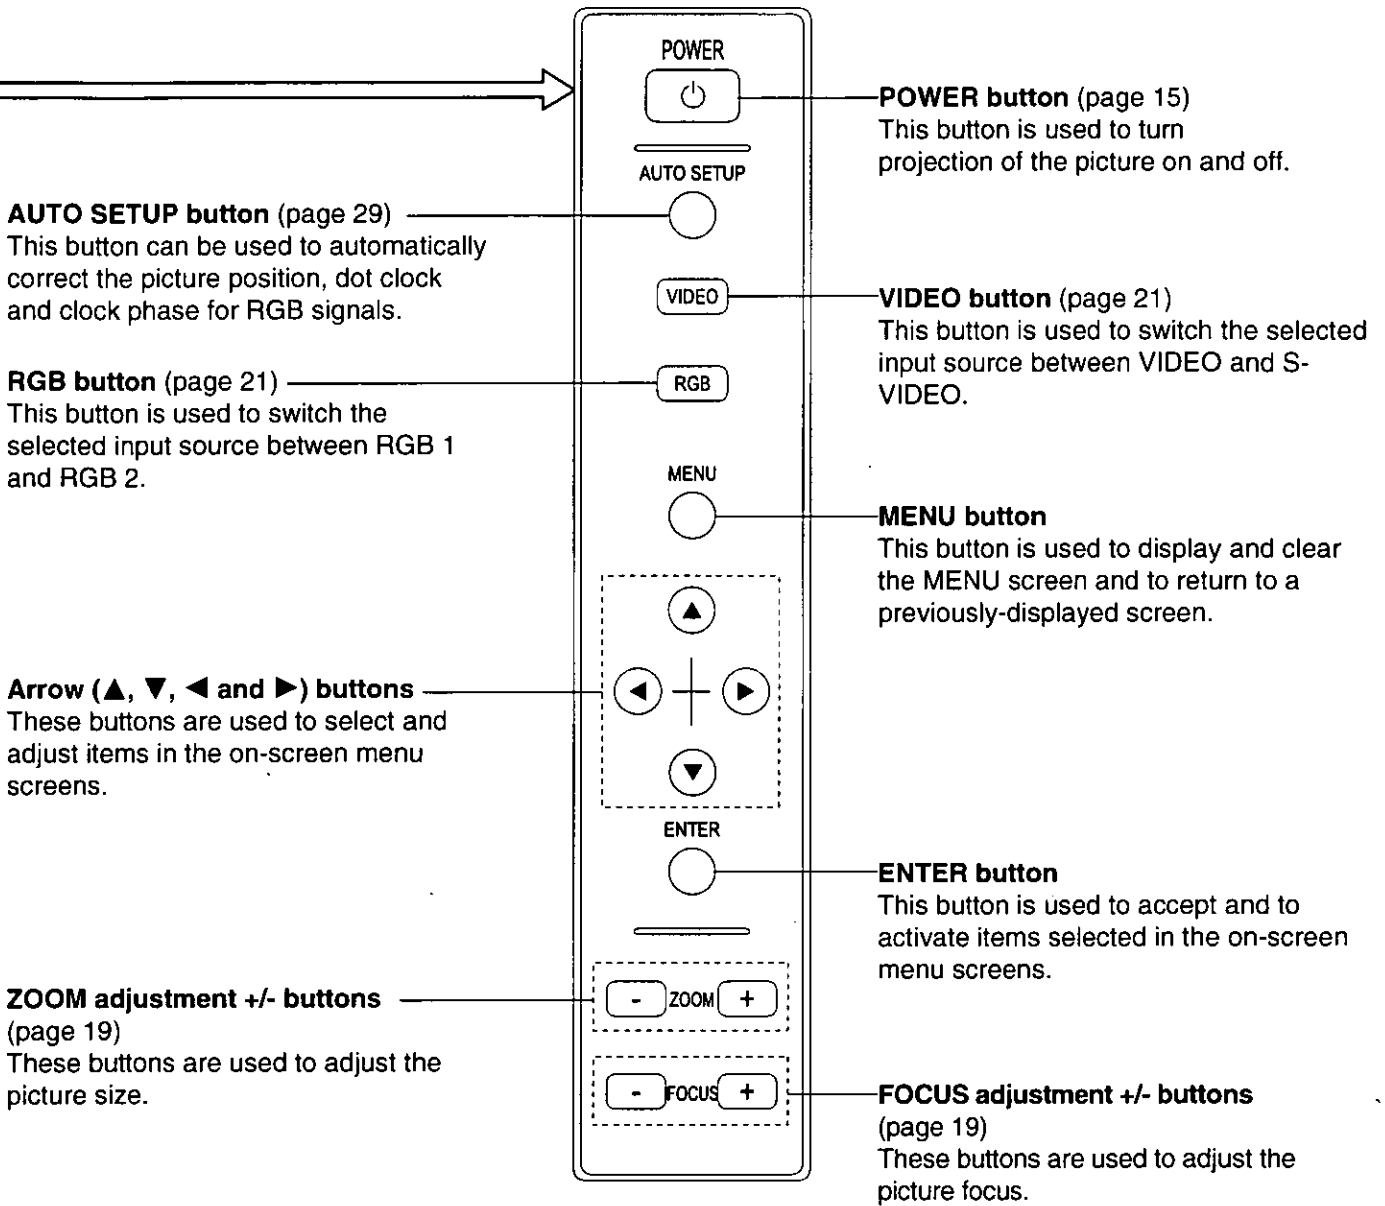 POWER
POWER button (page 15)
This button is used to turn
projection of the picture on and off.
AUTO SETUP
AUTO SETUP button (page 29)
This button can be used to automatically
correct the picture position, dot clock
and clock phase for RGB signals.
VIDEO
VIDEO button (page 21)
This button is used to switch the selected
input source between VIDEO and S-
VIDEO.
RGB button (page 21)
This button is used to switch the
selected input source between RGB 1
and RGB 2.
RGB
MENU
MENU button
This button is used to display and clear
the MENU screen and to return to a
previously-displayed screen.
Arrow (▲, ▼, ◀ and ▶) buttons
These buttons are used to select and
adjust items in the on-screen menu
screens.
ENTER
ENTER button
This button is used to accept and to
activate items selected in the on-screen
menu screens.
ZOOM adjustment +/- buttons
(page 19)
These buttons are used to adjust the
picture size.
- ZOOM +
- FOCUS +
FOCUS adjustment +/- buttons
(page 19)
These buttons are used to adjust the
picture focus.